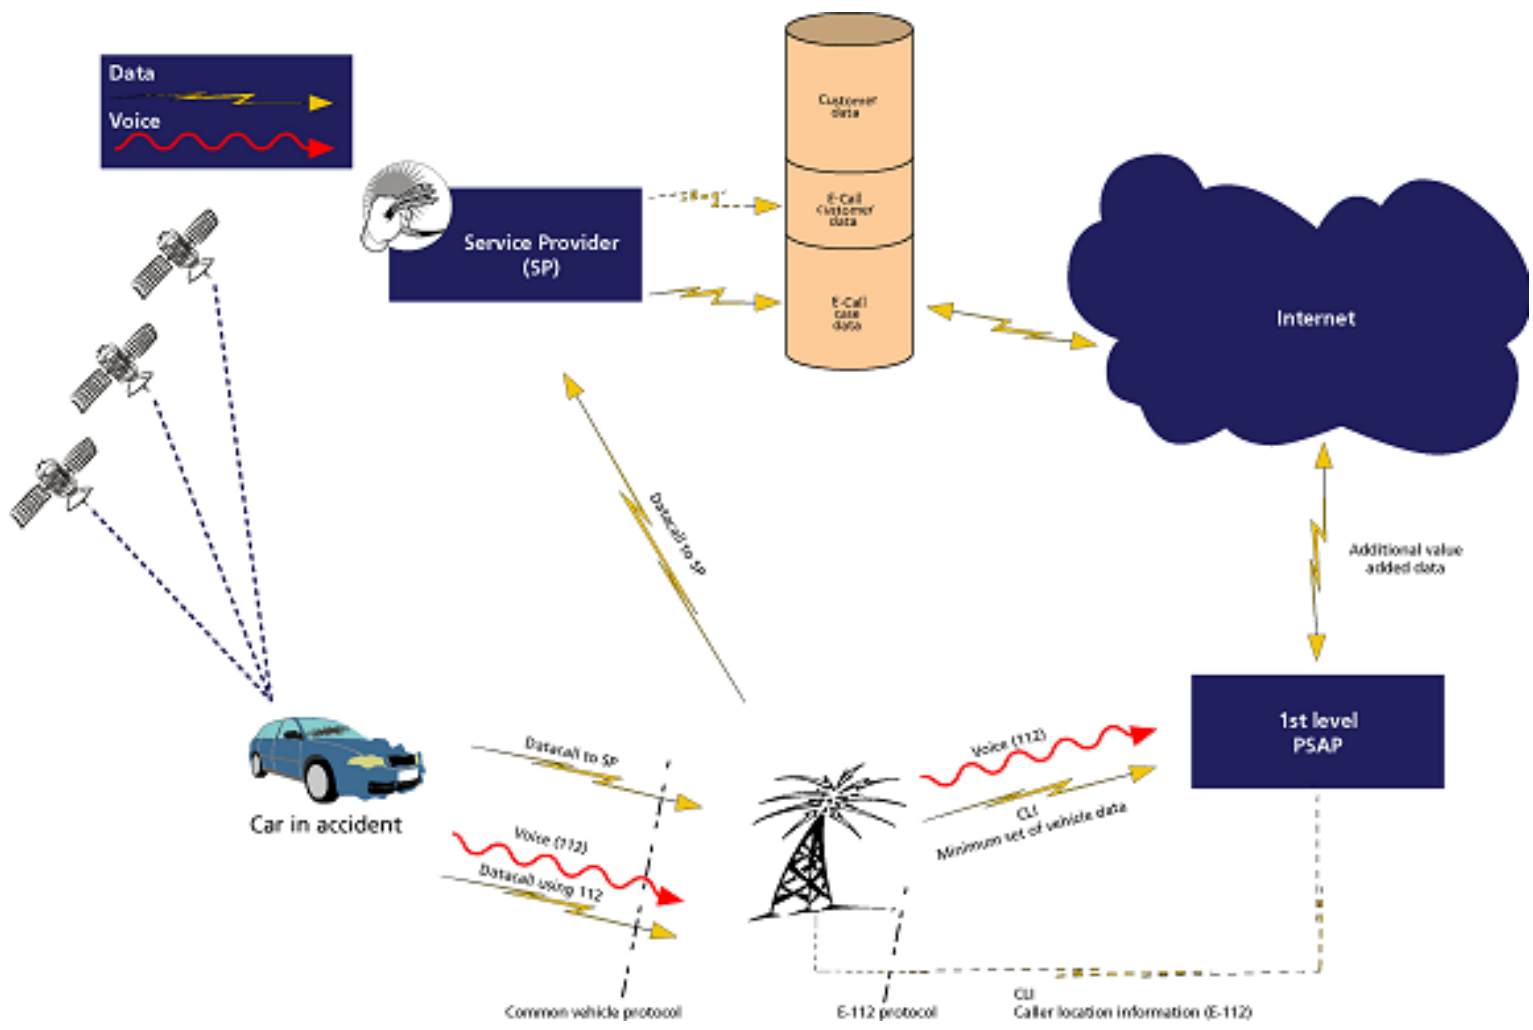 Data
Voice
Customer
data
E-Call
customer
data
Service Provider
(SP)
E-Call
case
data
Internet
Datacall to SP
Additional value
added data
1st level
PSAP
Voice (112)
Datacall to SP
CLI
Minimum set of vehicle data
Car in accident
Voice (112)
Datacall using 112
Common vehicle protocol
E-112 protocol
CLI
Caller location information (E-112)